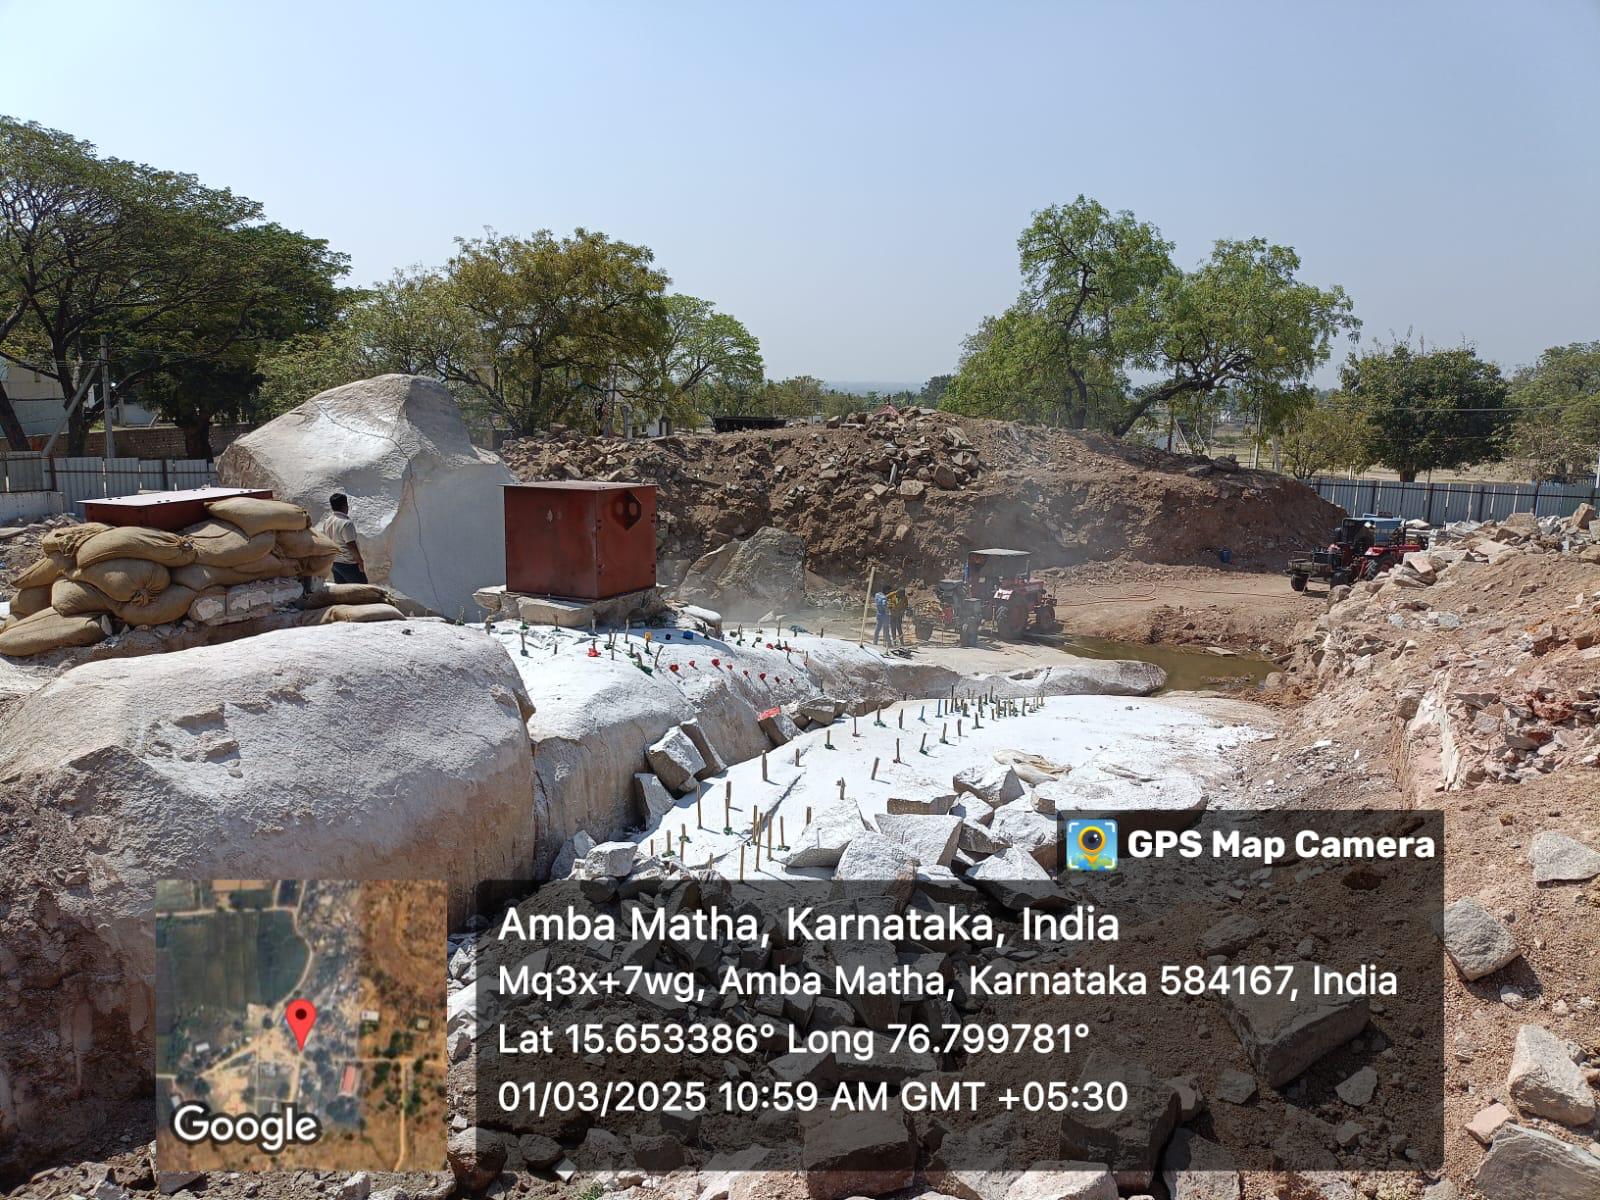 GPS Map Camera
Amba Matha, Karnataka, India
Mq3x+7wg, Amba Matha, Karnataka 584167, India
Lat 15.653386° Long 76.799781°
01/03/2025 10:59 AM GMT +05:30
Google